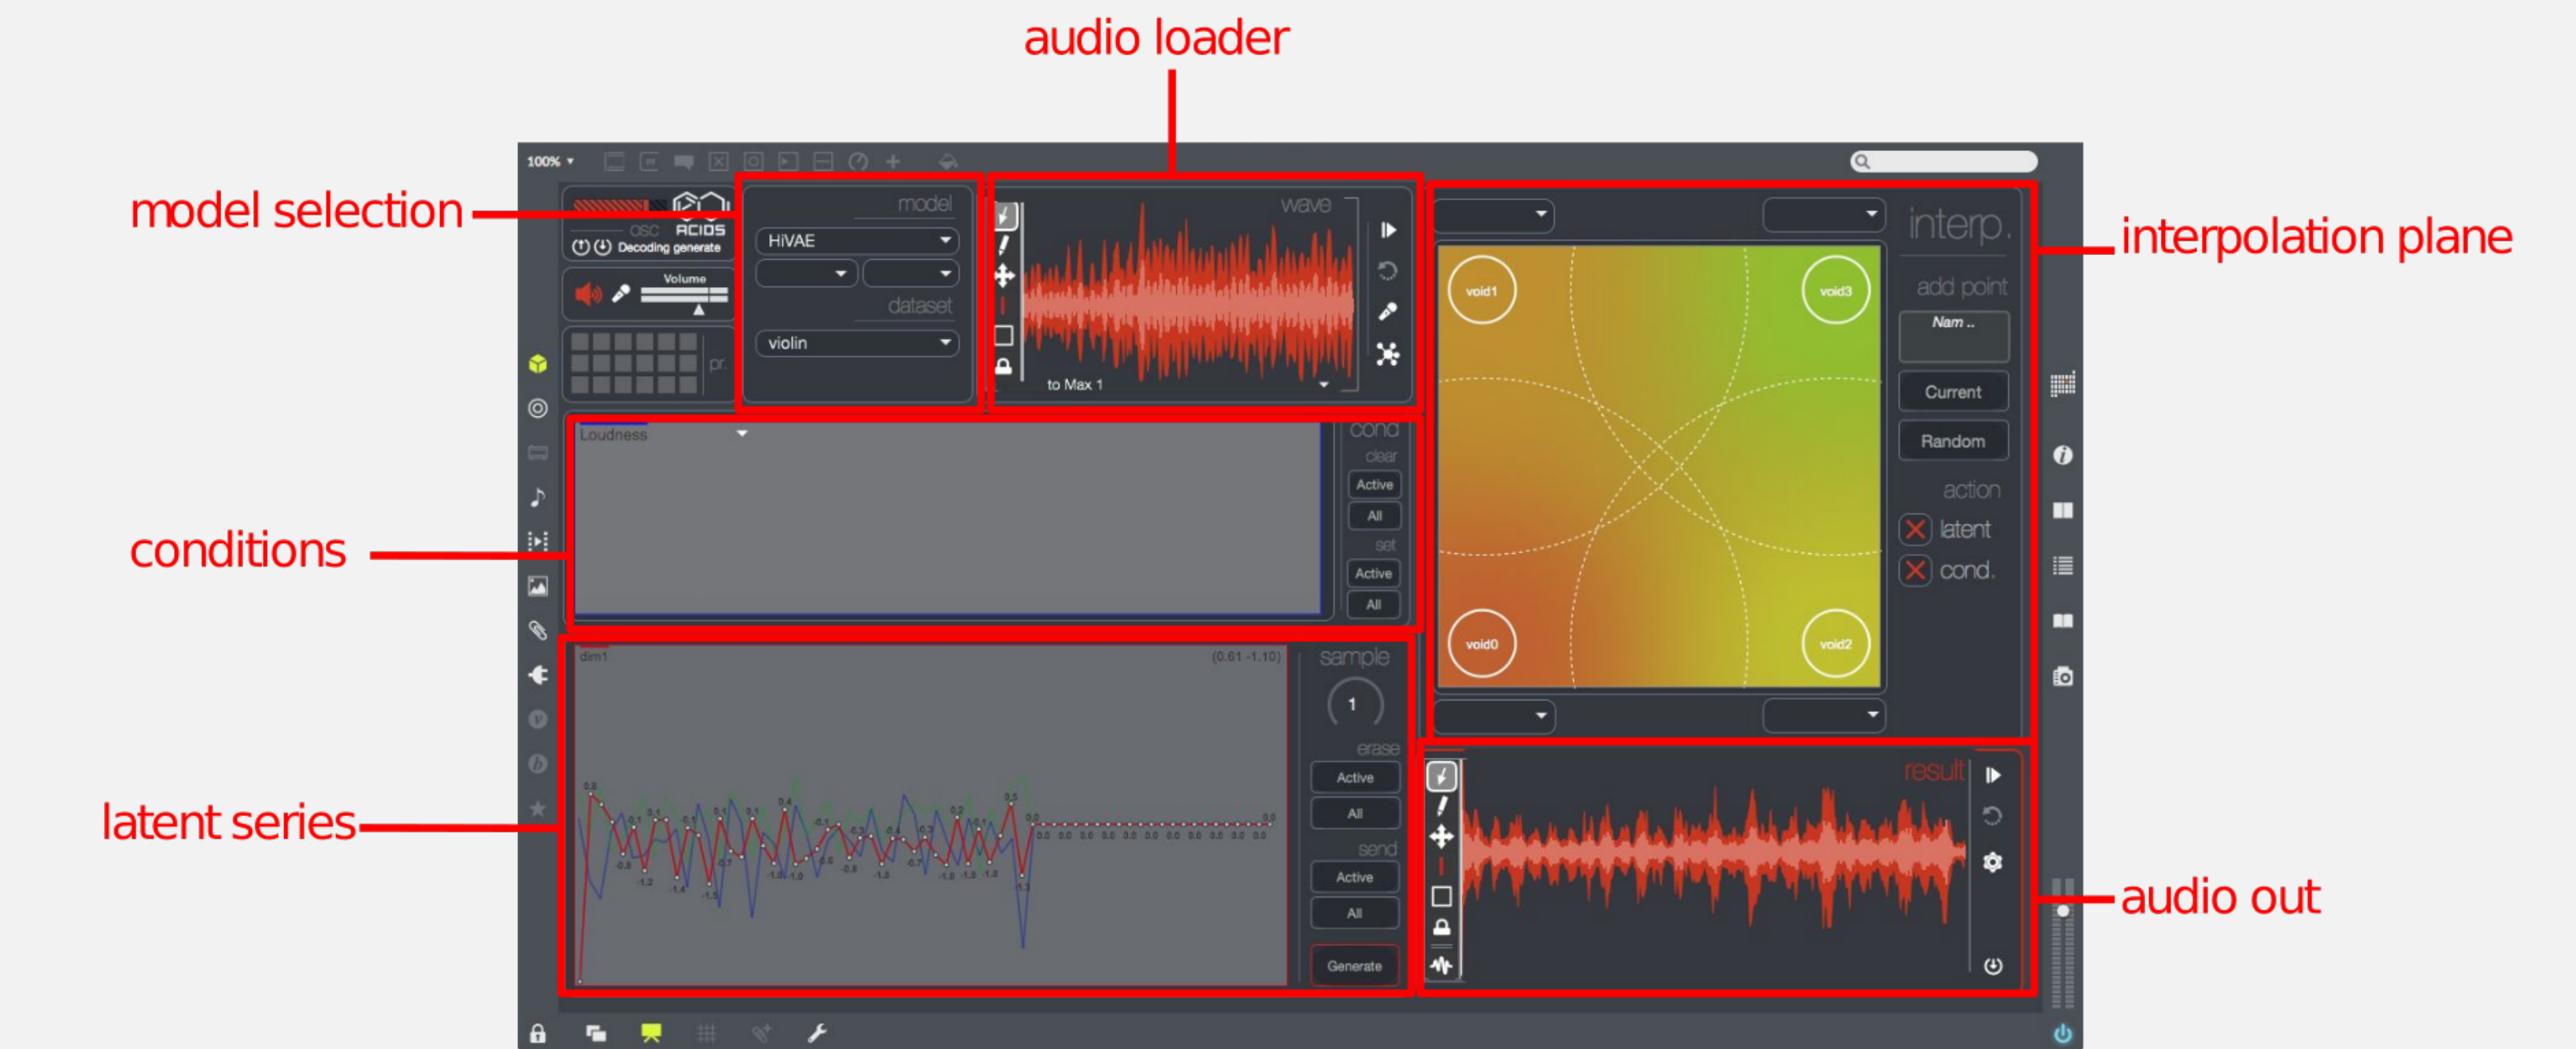 audio loader
model selection
interpolation plane
conditions
latent series
audio out
100%
OSC
ACIDS
Decoding generate
Volume
pr.
model
HiVAE
dataset
violin
wave
to Max 1
Loudness
cond
clear
Active
All
set
Active
All
dim1
(0.61 -1.10)
sample
1
erase
Active
All
send
Active
All
Generate
interp.
void1
void3
void0
void2
add point
Nam ..
Current
Random
action
latent
cond.
result